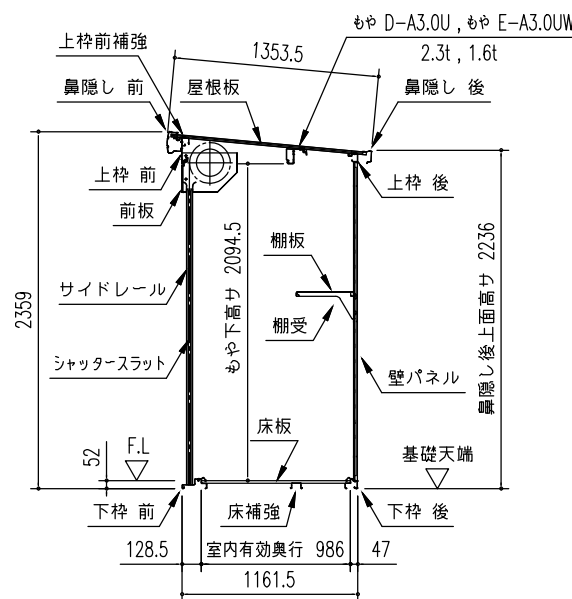 もや D-A3.0U , もや E-A3.0UW
2.3t , 1.6t
上枠前補強
1353.5
鼻隠し 前
屋根板
鼻隠し 後
上枠 前
上枠 後
前板
もや下高サ 2094.5
棚板
棚受
サイドレール
2359
鼻隠し後上面高サ 2236
シャッタースラット
壁パネル
床板
F.L
52
基礎天端
下枠 前
床補強
下枠 後
128.5
室内有効奥行 986
47
1161.5